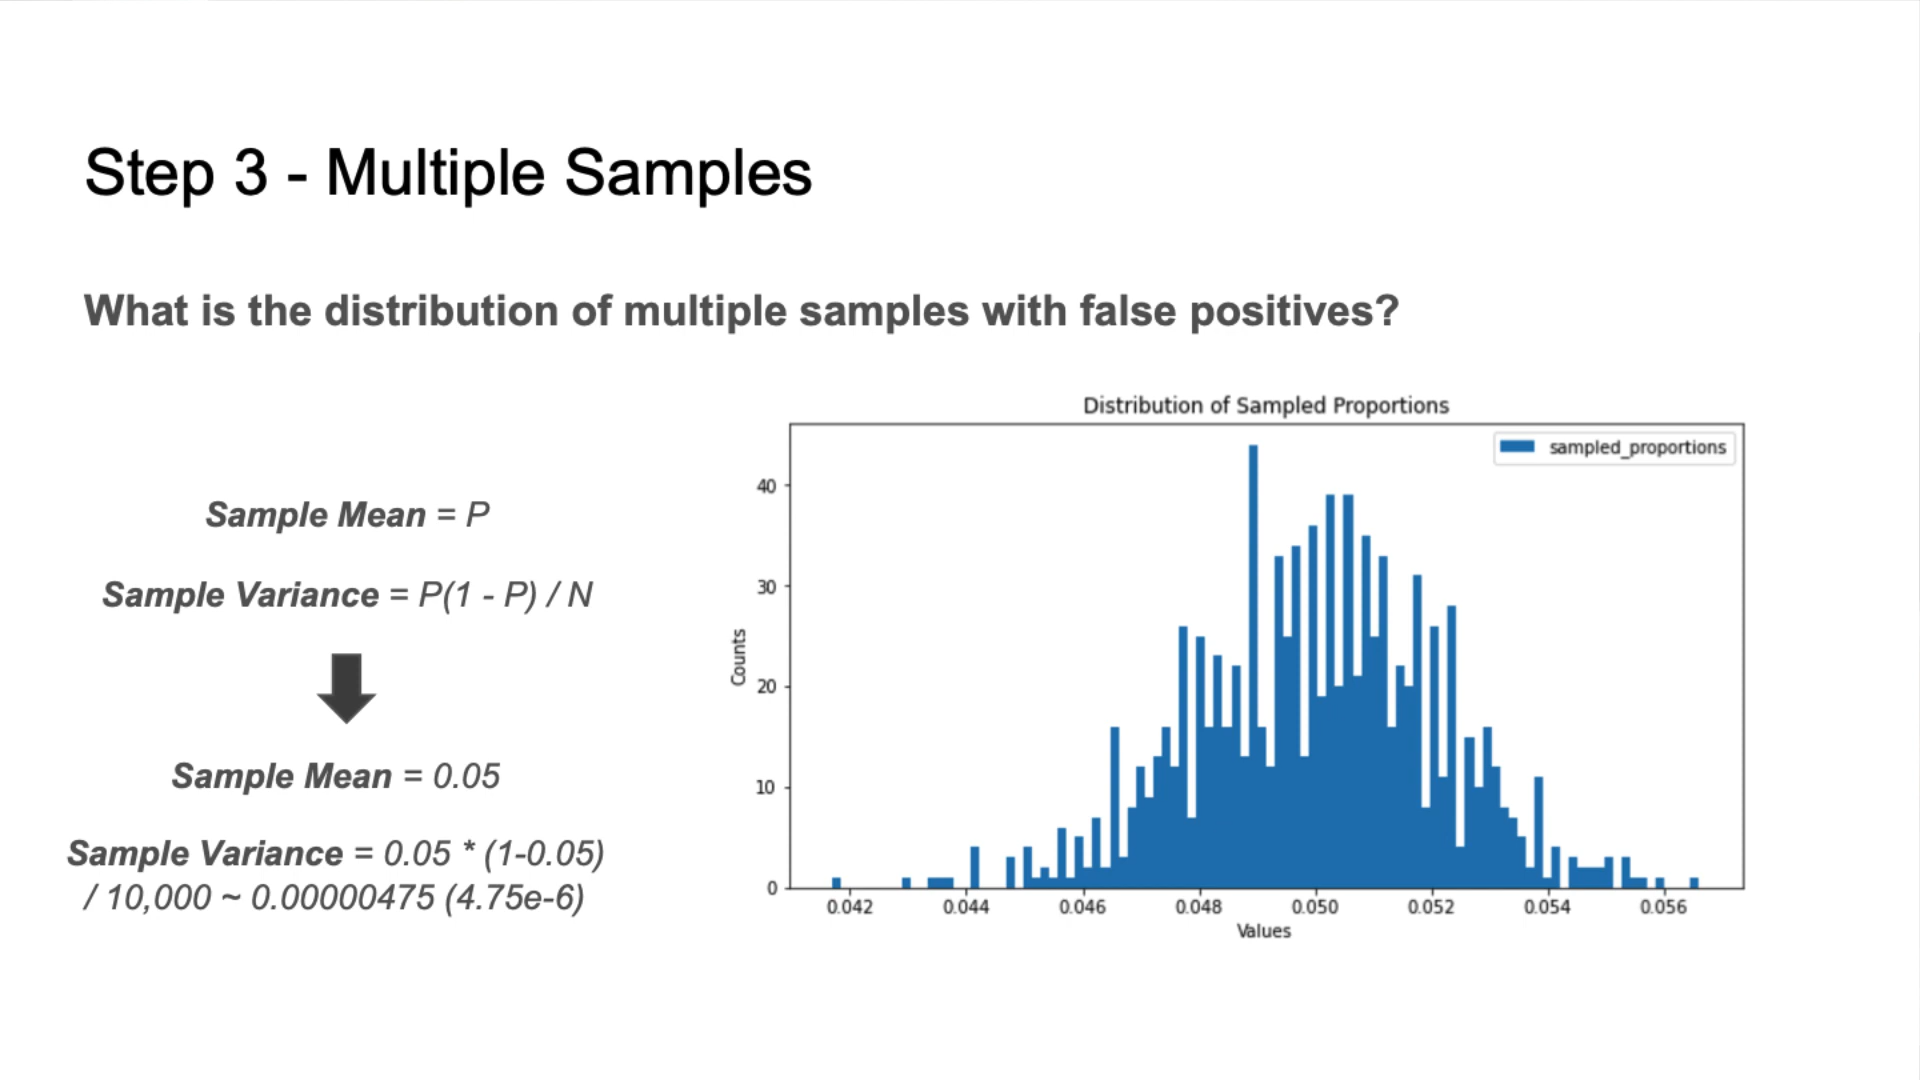 Step 3 - Multiple Samples
What is the distribution of multiple samples with false positives?
Sample Mean = P
Sample Variance = P(1 - P) / N
Sample Mean = 0.05
Sample Variance = 0.05 * (1-0.05)
/ 10,000 ~ 0.00000475 (4.75e-6)
Distribution of Sampled Proportions
sampled_proportions
Counts
40
30
20
10
0
0.042 0.044 0.046 0.048 0.050 0.052 0.054 0.056
Values